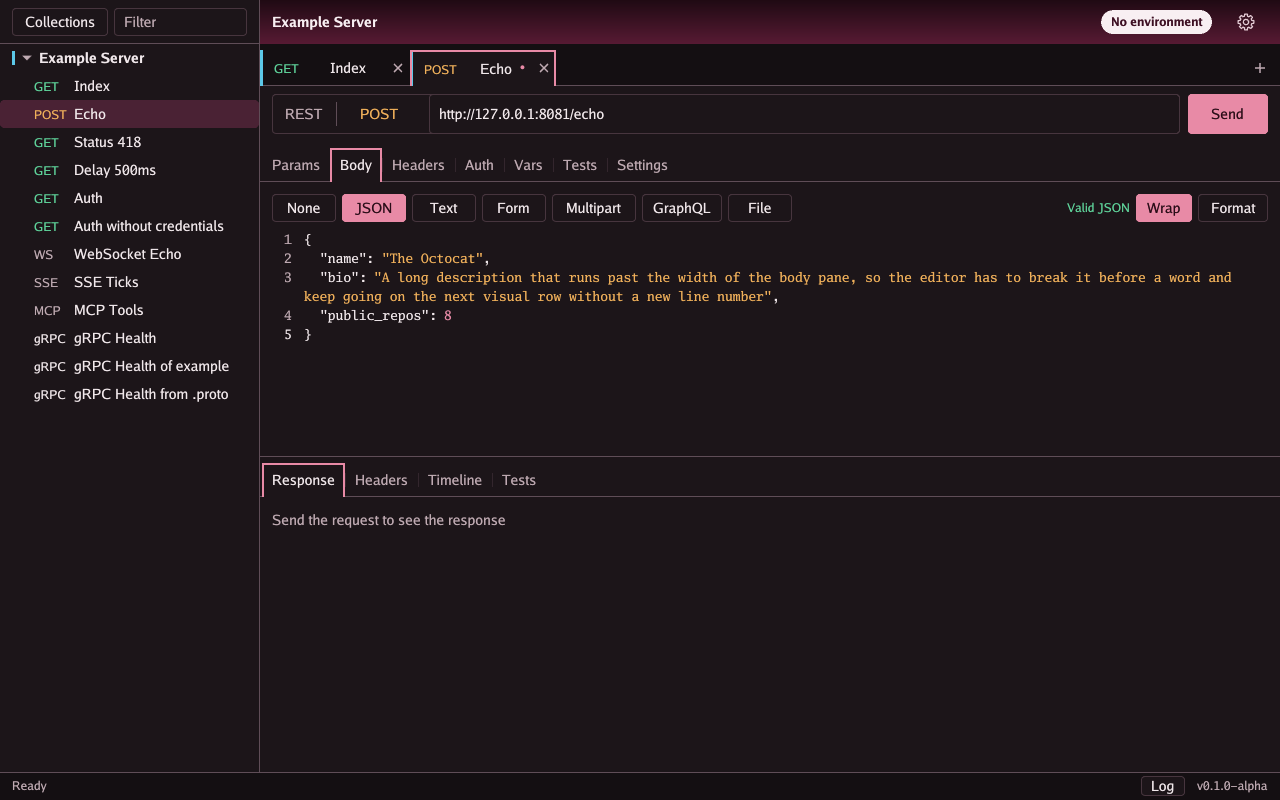 Collections Filter
Example Server No environment
Example Server
GET Index
POST Echo
GET Status 418
GET Delay 500ms
GET Auth
GET Auth without credentials
WS WebSocket Echo
SSE SSE Ticks
MCP MCP Tools
gRPC gRPC Health
gRPC gRPC Health of example
gRPC gRPC Health from .proto
GET Index POST Echo
REST POST http://127.0.0.1:8081/echo Send
Params Body Headers Auth Vars Tests Settings
None JSON Text Form Multipart GraphQL File Valid JSON Wrap Format
1 {
2 "name": "The Octocat",
3 "bio": "A long description that runs past the width of the body pane, so the editor has to break it before a word and
keep going on the next visual row without a new line number",
4 "public_repos": 8
5 }
Response Headers Timeline Tests
Send the request to see the response
Ready Log v0.1.0-alpha